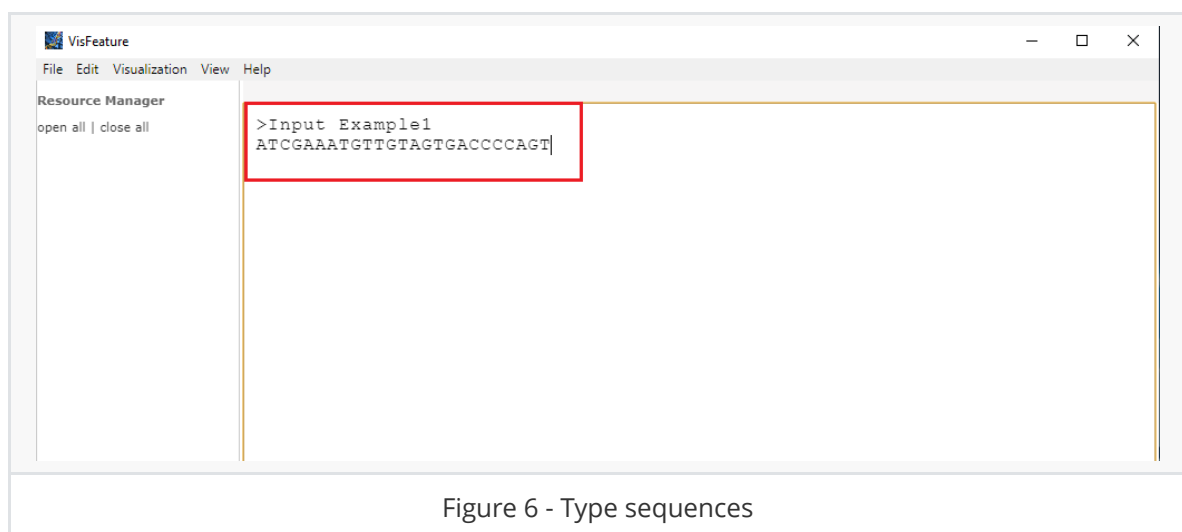 VisFeature
File Edit Visualization View Help
Resource Manager
open all | close all
>Input Example1
ATCGAAATGTTGTAGTGACCCCAGT
Figure 6 - Type sequences